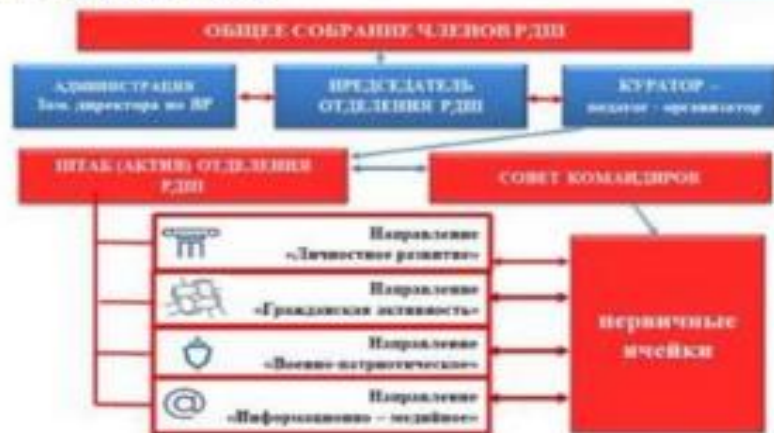 ОБЩЕЕ СОБРАНИЕ ЧЛЕНОВ РДШ
АДМИНИСТРАЦИЯ
Зам. директора по ВР
ПРЕДСЕДАТЕЛЬ
ОТДЕЛЕНИЯ РДШ
КУРАТОР –
педагог - организатор
ШТАБ (АКТИВ) ОТДЕЛЕНИЯ
РДШ
СОВЕТ КОМАНДИРОВ
Направление
«Личностное развитие»
Направление
«Гражданская активность»
Направление
«Военно-патриотическое»
Направление
«Информационно – медийное»
первичные
ячейки